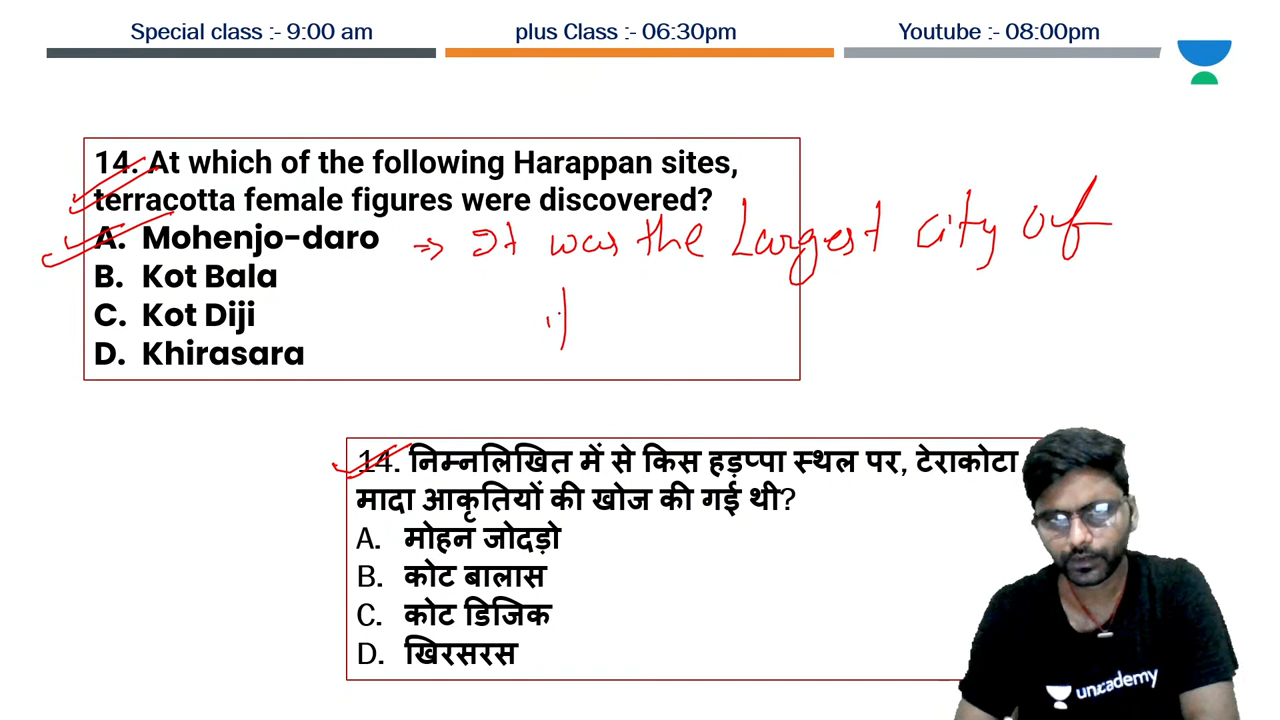 Special class :- 9:00 am
plus Class :- 06:30pm
Youtube :- 08:00pm
14. At which of the following Harappan sites,
terracotta female figures were discovered?
A. Mohenjo-daro ⇒ It was the Largest city of
B. Kot Bala
C. Kot Diji
D. Khirasara
14. निम्नलिखित में से किस हड़प्पा स्थल पर, टेराकोटा
मादा आकृतियों की खोज की गई थी?
A. मोहन जोदड़ो
B. कोट बालास
C. कोट डिजिक
D. खिरसरस
unacademy